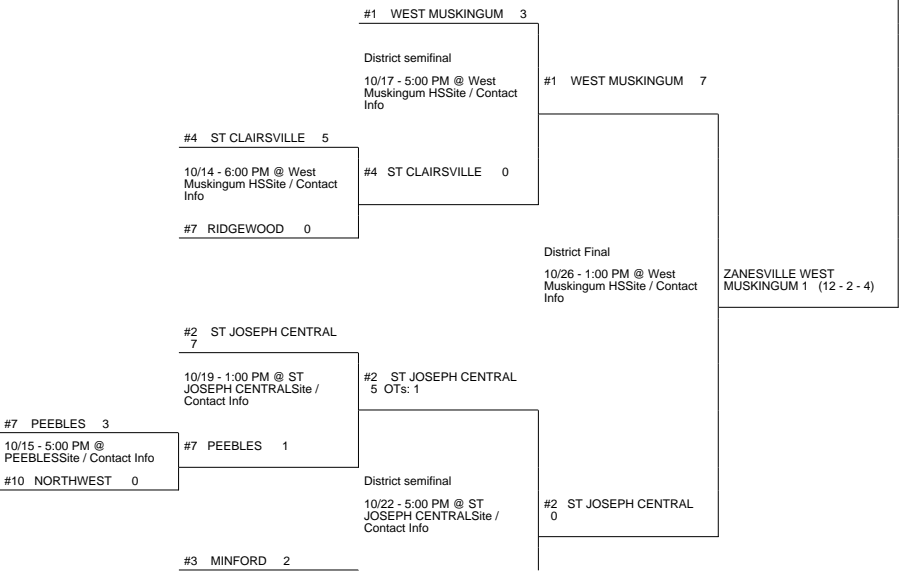 #1 WEST MUSKINGUM 3
District semifinal
10/17 - 5:00 PM @ West
Muskingum HSSite / Contact
Info
#1 WEST MUSKINGUM 7
#4 ST CLAIRSVILLE 5
10/14 - 6:00 PM @ West
Muskingum HSSite / Contact
Info
#4 ST CLAIRSVILLE 0
#7 RIDGEWOOD 0
District Final
10/26 - 1:00 PM @ West
Muskingum HSSite / Contact
Info
ZANESVILLE WEST
MUSKINGUM 1 (12 - 2 - 4)
#2 ST JOSEPH CENTRAL
7
10/19 - 1:00 PM @ ST
JOSEPH CENTRALSite /
Contact Info
#2 ST JOSEPH CENTRAL
5 OTs: 1
#7 PEEBLES 3
10/15 - 5:00 PM @
PEEBLESSite / Contact Info
#7 PEEBLES 1
#10 NORTHWEST 0
District semifinal
10/22 - 5:00 PM @ ST
JOSEPH CENTRALSite /
Contact Info
#2 ST JOSEPH CENTRAL
0
#3 MINFORD 2